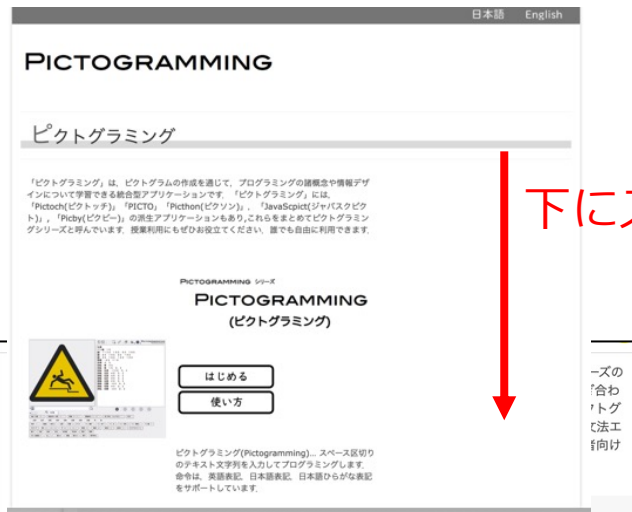 日本語 English
PICTOGRAMMING
ピクトグラミング
「ピクトグラミング」は，ピクトグラムの作成を通じて，プログラミングの諸概念や情報デザ
インについて学習できる統合型アプリケーションです．「ピクトグラミング」には，
「Pictoch(ピクトッチ)」「PICTO」「Picthon(ピクソン)」，「JavaScpict(ジャバスクピク
ト)」，「Picby(ピクビー)」の派生アプリケーションもあり,これらをまとめてピクトグラミン
グシリーズと呼んでいます．授業利用にもぜひお役立てください．誰でも自由に利用できます．
下にス
PICTOGRAMMING シリーズ
PICTOGRAMMING
(ピクトグラミング)
はじめる
使い方
ピクトグラミング(Pictogramming)... スペース区切り
のテキスト文字列を入力してプログラミングします．
命令は，英語表記，日本語表記，日本語ひらがな表記
をサポートしています．
ーズの
合わ
トグ
文法エ
者向け